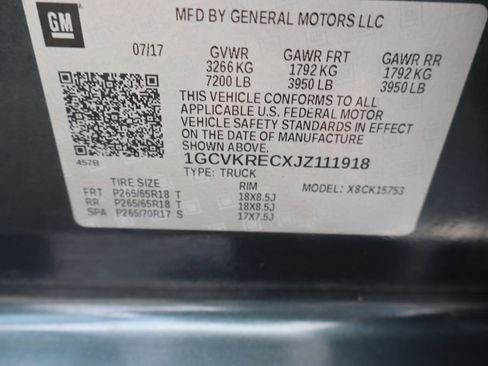 GM
MFD BY GENERAL MOTORS LLC
07/17 GVWR GAWR FRT GAWR RR
3266 KG 1792 KG 1792 KG
7200 LB 3950 LB 3950 LB
THIS VEHICLE CONFORMS TO ALL
APPLICABLE U.S. FEDERAL MOTOR
VEHICLE SAFETY AND THEFT
PREVENTION STANDARDS IN
EFFECT ON THE DATE OF
MANUFACTURE SHOWN ABOVE.
457B 1GCVKRECXJZ111918
TYPE: TRUCK
TIRE SIZE RIM MODEL: X8CK15753
FRT P265/65R18 T 18X8.5J
RR P265/65R18 T 18X8.5J
SPA P265/70R17 S 17X7.5J